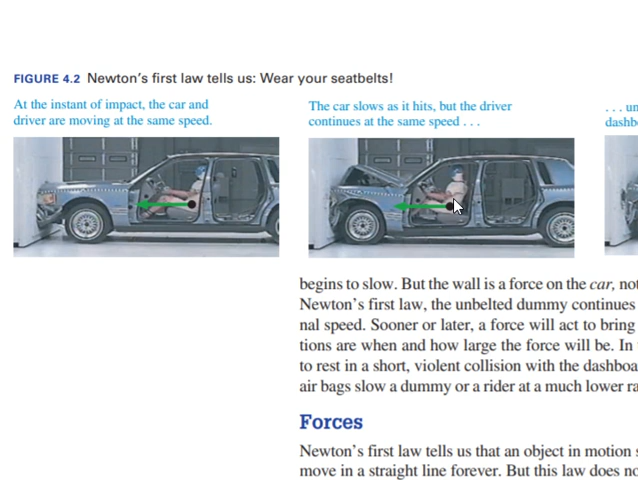 FIGURE 4.2 Newton's first law tells us: Wear your seatbelts!
At the instant of impact, the car and
driver are moving at the same speed.
The car slows as it hits, but the driver
continues at the same speed . . .
. . . un
dashb
begins to slow. But the wall is a force on the car, not
Newton's first law, the unbelted dummy continues
nal speed. Sooner or later, a force will act to bring
tions are when and how large the force will be. In
to rest in a short, violent collision with the dashboa
air bags slow a dummy or a rider at a much lower ra
Forces
Newton's first law tells us that an object in motion s
move in a straight line forever. But this law does no